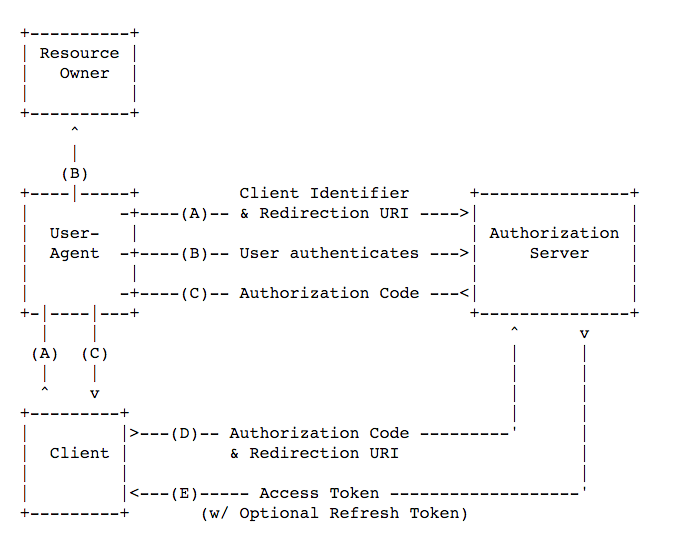 +----------+
| Resource |
|   Owner  |
|          |
+----------+
     ^
     |
    (B)
+----|-----+          Client Identifier      +---------------+
|         -+----(A)-- & Redirection URI ---->|               |
|  User-   |                                 | Authorization |
|  Agent  -+----(B)-- User authenticates --->|     Server    |
|          |                                 |               |
|         -+----(C)-- Authorization Code ---<|               |
+-|----|---+                                 +---------------+
  |    |                                         ^      v
 (A)  (C)                                        |      |
  |    |                                         |      |
  ^    v                                         |      |
+---------+                                      |      |
|         |>---(D)-- Authorization Code ---------'      |
|  Client |          & Redirection URI                  |
|         |                                             |
|         |<---(E)----- Access Token -------------------'
+---------+       (w/ Optional Refresh Token)